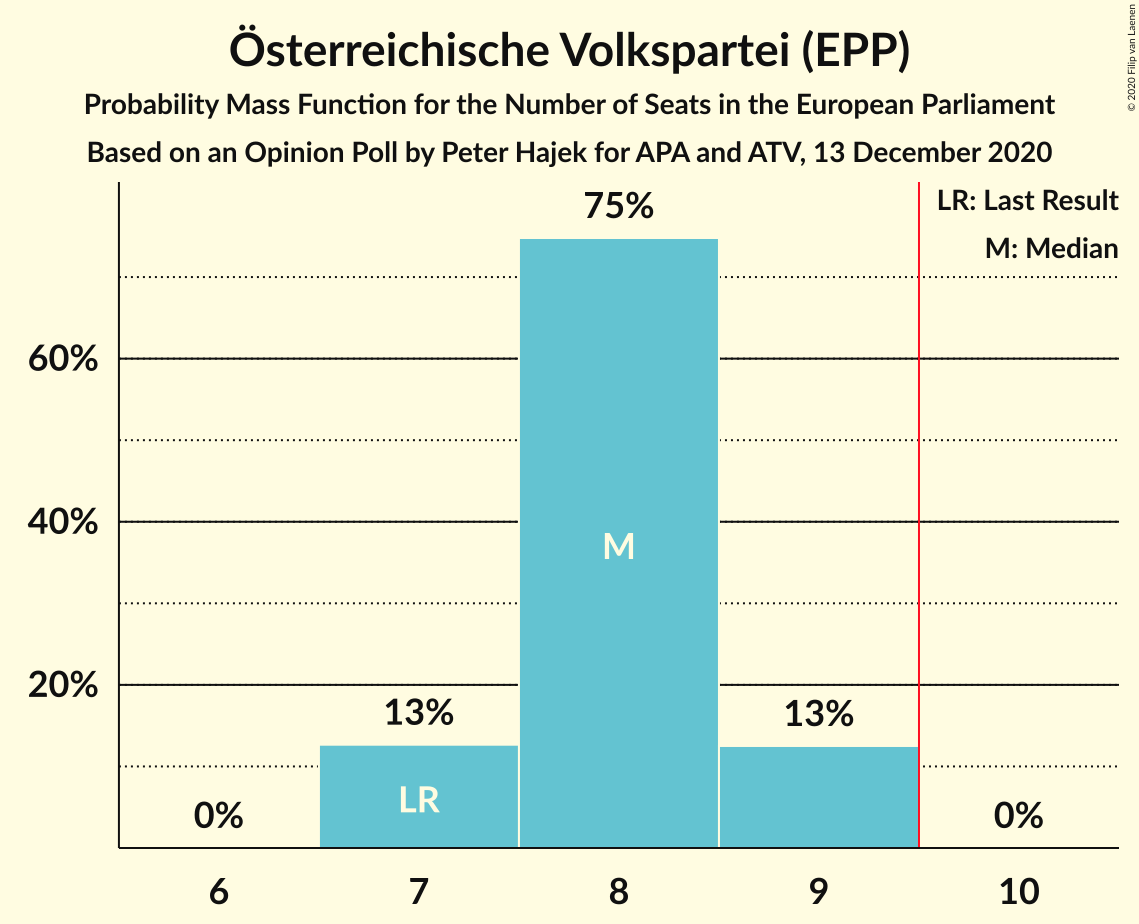 Österreichische Volkspartei (EPP)
Probability Mass Function for the Number of Seats in the European Parliament
Based on an Opinion Poll by Peter Hajek for APA and ATV, 13 December 2020
© 2020 Filip van Laenen
LR: Last Result
M: Median
75%
60%
40%
M
20%
13%
13%
LR
0%
0%
6
7
8
9
10